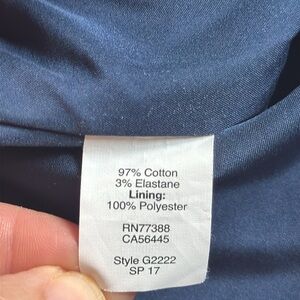 97% Cotton
3% Elastane
Lining:
100% Polyester
RN77388
CA56445
Style G2222
SP 17